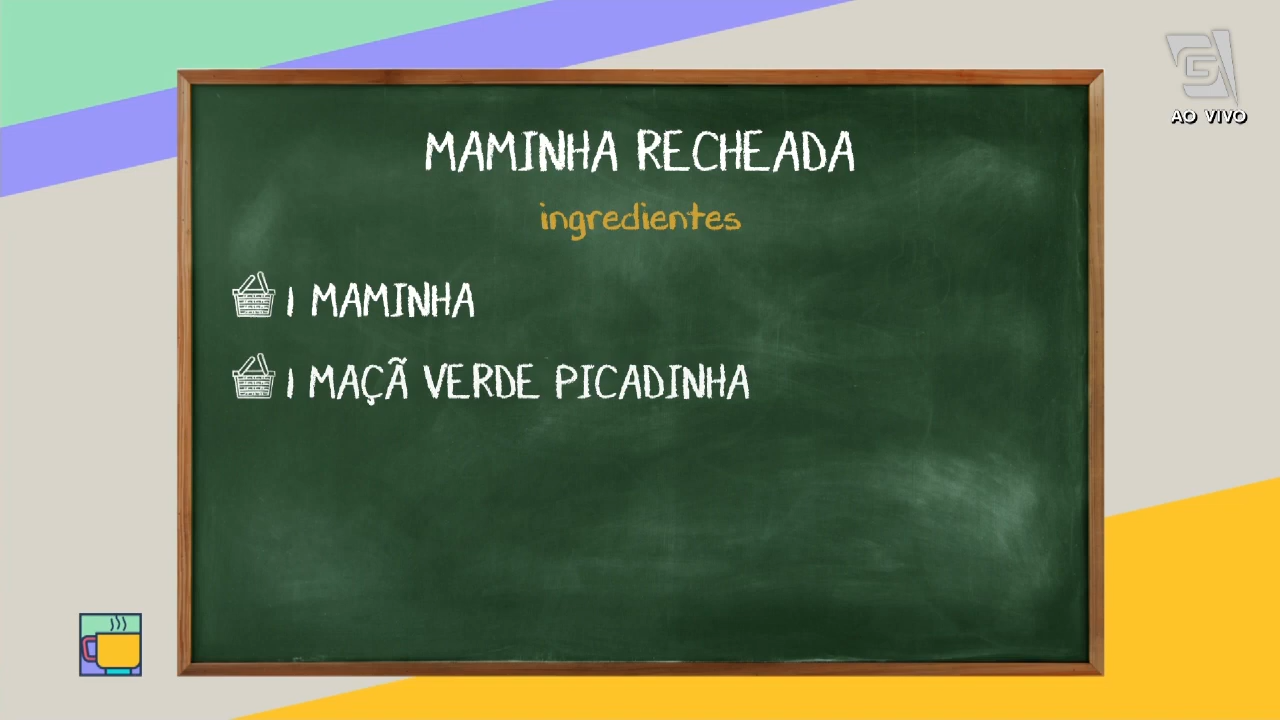 AO VIVO
MAMINHA RECHEADA
ingredientes
1 MAMINHA
1 MAÇÃ VERDE PICADINHA